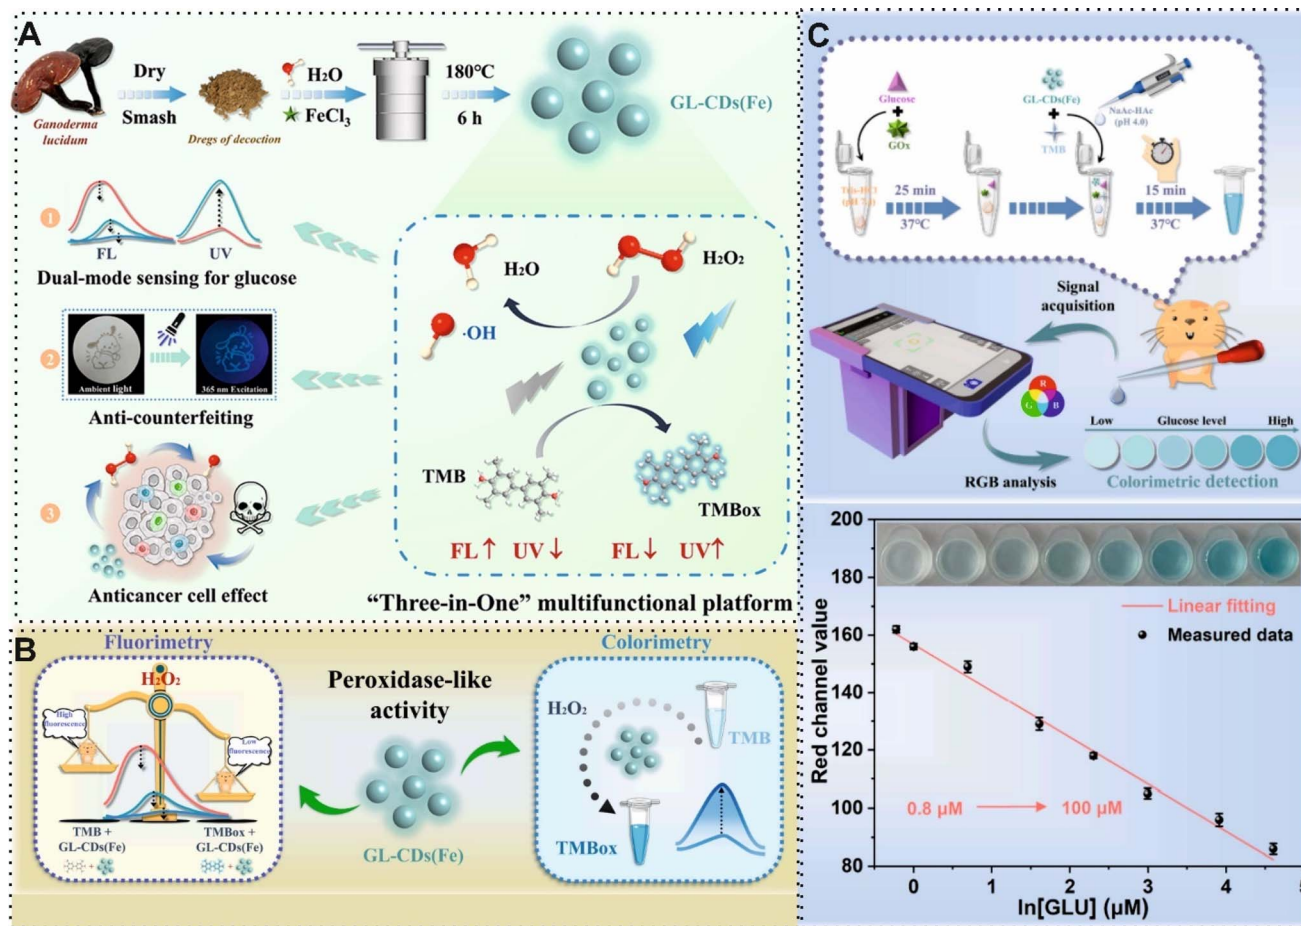 A
Dry
Smash
H2O
FeCl3
180℃
6 h
GL-CDs(Fe)
Ganoderma
lucidum
Dregs of decoction
1
FL
UV
Dual-mode sensing for glucose
2
Ambient light
365 nm Excitation
Anti-counterfeiting
3
Anticancer cell effect
H2O
H2O2
·OH
TMB
TMBox
FL↑ UV↓ FL↓ UV↑
“Three-in-One” multifunctional platform
B
Fluorimetry
H2O2
High
fluorescence
Low
fluorescence
TMB +
GL-CDs(Fe)
TMBox +
GL-CDs(Fe)
+
+
Peroxidase-like
activity
GL-CDs(Fe)
Colorimetry
H2O2
TMB
TMBox
C
Glucose
+
GOx
GL-CDs(Fe)
+
TMB
NaAc-HAc
(pH 4.0)
25 min
37℃
15 min
37℃
Signal
acquisition
R
G
B
RGB analysis
Low
Glucose level
High
Colorimetric detection
Red channel value
200
180
160
140
120
100
80
Linear fitting
Measured data
0.8 µM
100 µM
0
1
2
3
4
5
ln[GLU] (µM)